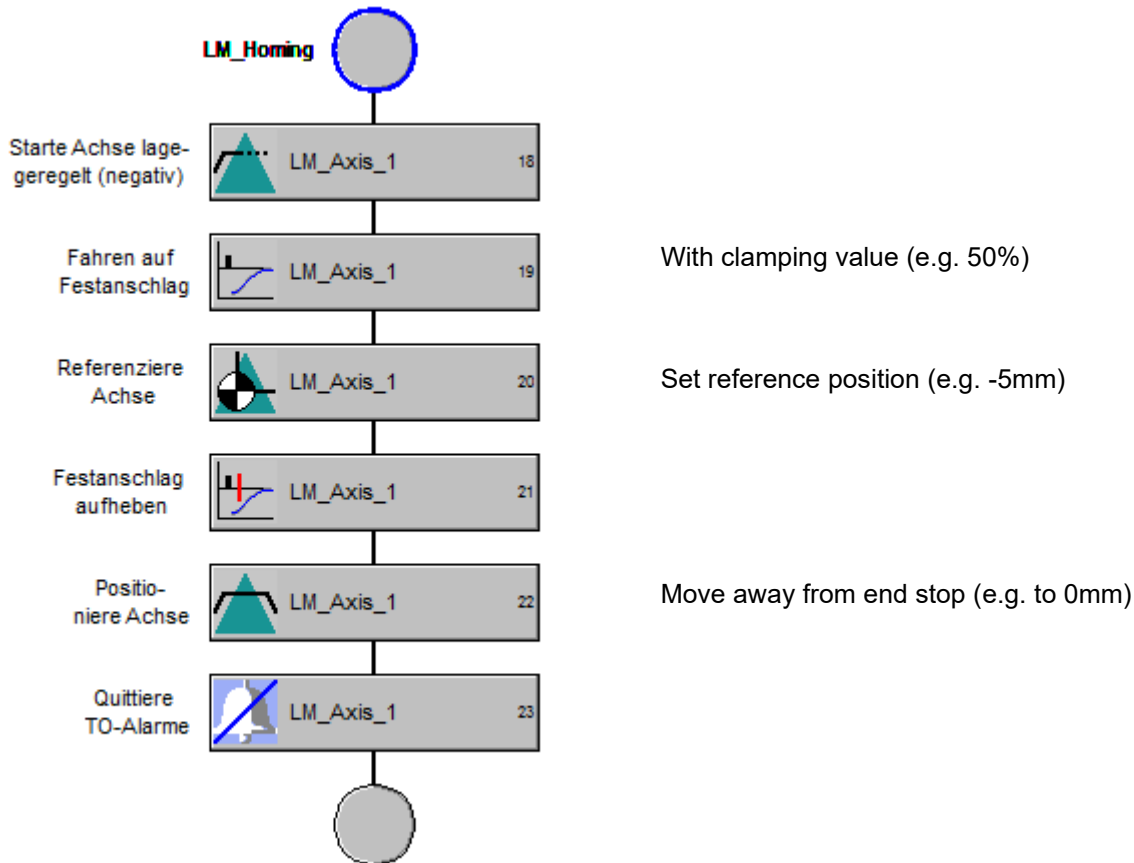 LM_Homing
Starte Achse lage-
geregelt (negativ)
LM_Axis_1
18
Fahren auf
Festanschlag
LM_Axis_1
19
With clamping value (e.g. 50%)
Referenziere
Achse
LM_Axis_1
20
Set reference position (e.g. -5mm)
Festanschlag
aufheben
LM_Axis_1
21
Positio-
niere Achse
LM_Axis_1
22
Move away from end stop (e.g. to 0mm)
Quittiere
TO-Alarme
LM_Axis_1
23